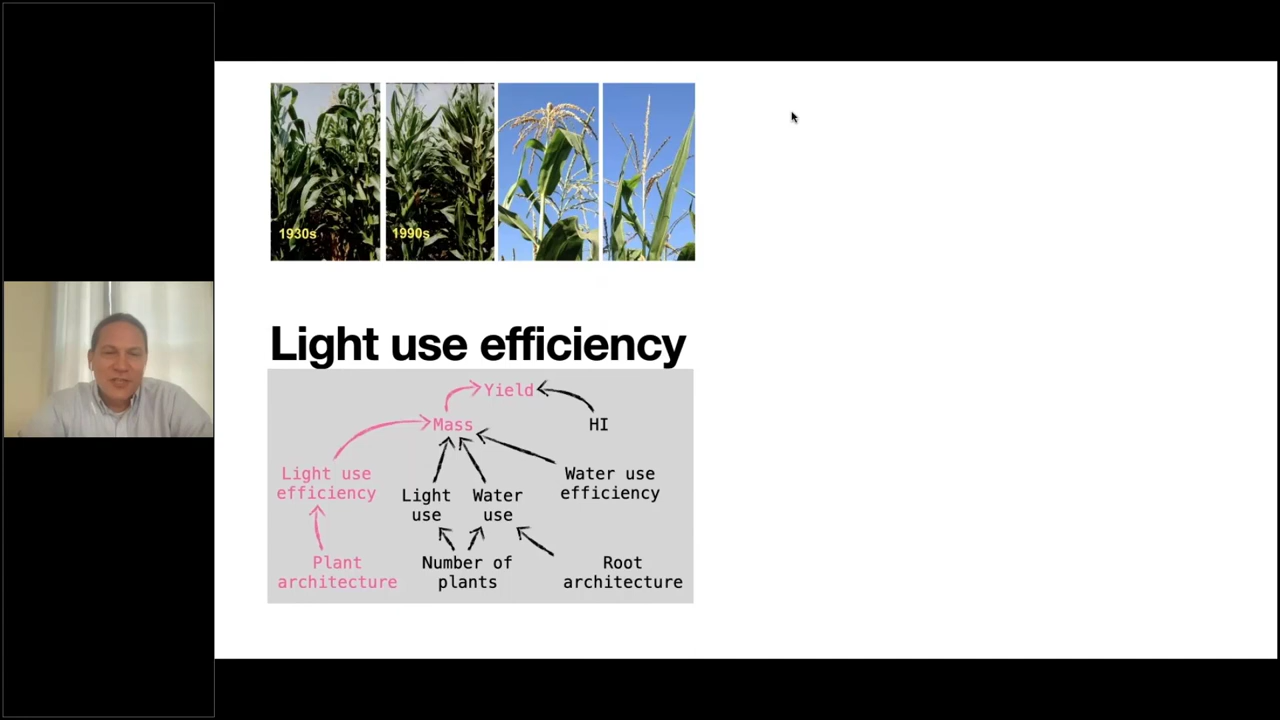 1930s
1990s
Light use efficiency
Yield
Mass
HI
Light use
efficiency
Light
use
Water
use
Water use
efficiency
Plant
architecture
Number of
plants
Root
architecture